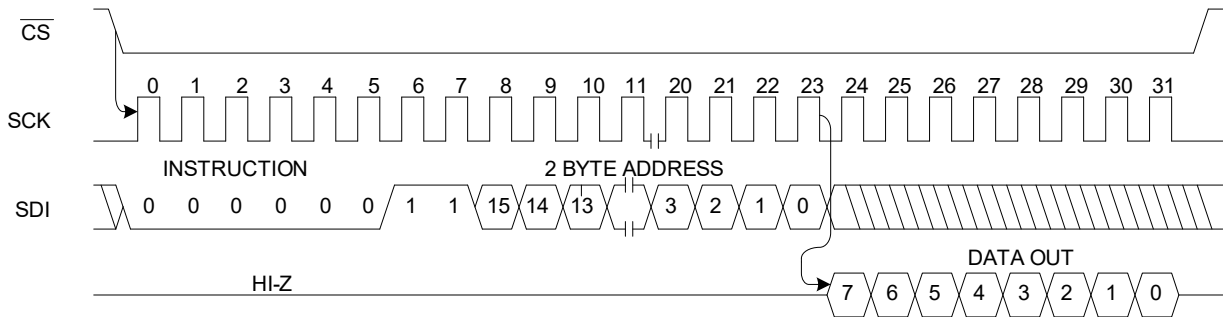 CS
0 1 2 3 4 5 6 7 8 9 10 11 20 21 22 23 24 25 26 27 28 29 30 31
SCK
INSTRUCTION 2 BYTE ADDRESS
SDI 0 0 0 0 0 0 1 1 15 14 13 3 2 1 0
DATA OUT
HI-Z 7 6 5 4 3 2 1 0